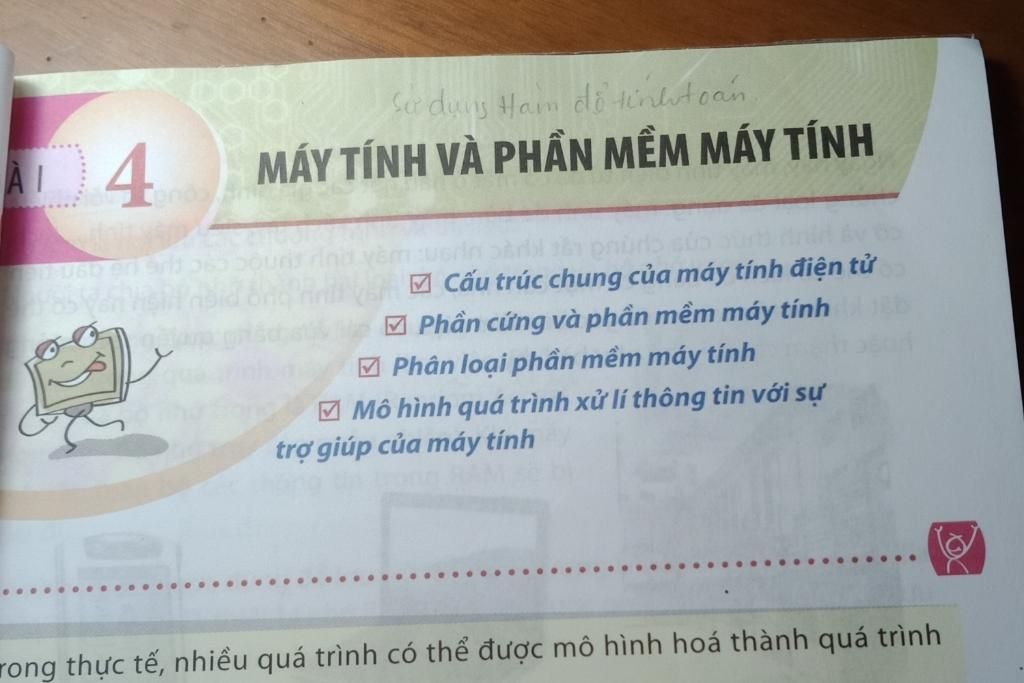 Sử dụng Hàm để tính toán
ÀI 4
MÁY TÍNH VÀ PHẦN MỀM MÁY TÍNH
Cấu trúc chung của máy tính điện tử
Phần cứng và phần mềm máy tính
Phân loại phần mềm máy tính
Mô hình quá trình xử lí thông tin với sự
trợ giúp của máy tính
rong thực tế, nhiều quá trình có thể được mô hình hoá thành quá trình